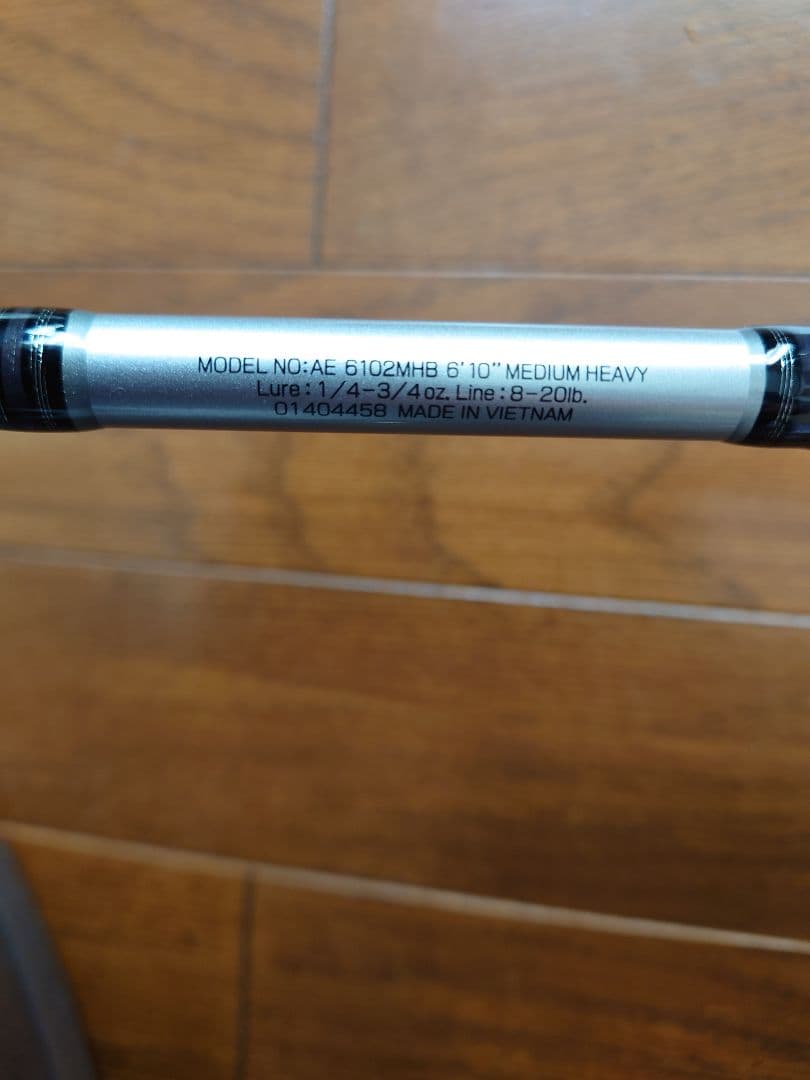 MODEL NO:AE 6102MHB 6'10" MEDIUM HEAVY
Lure:1/4-3/4oz. Line:8-20lb.
01404458 MADE IN VIETNAM